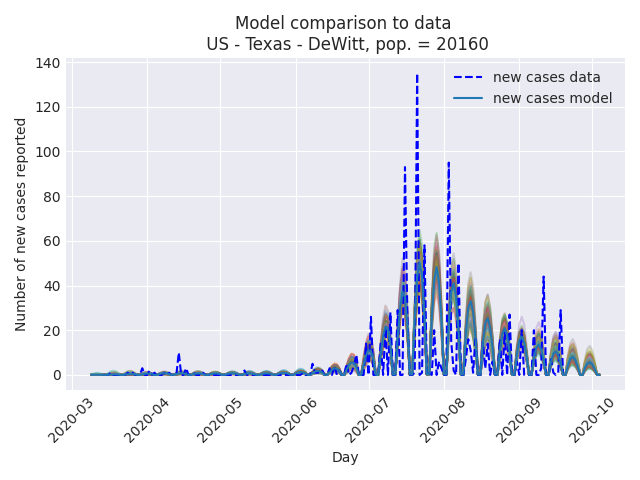 Model comparison to data
US - Texas - DeWitt, pop. = 20160
140
120
100
80
60
40
20
0
Number of new cases reported
new cases data
new cases model
2020-03
2020-04
2020-05
2020-06
2020-07
2020-08
2020-09
2020-10
Day